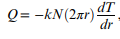 Q = −kN(2πr) dT/dr,